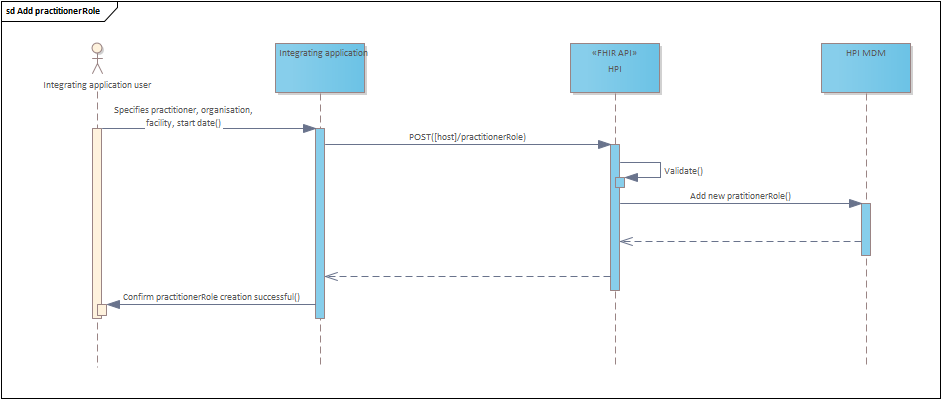 sd Add practitionerRole
Integrating application user
Integrating application
«FHIR API»
HPI
HPI MDM
Specifies practitioner, organisation,
facility, start date()
POST([host]/practitionerRole)
Validate()
Add new pratitionerRole()
Confirm practitionerRole creation successful()